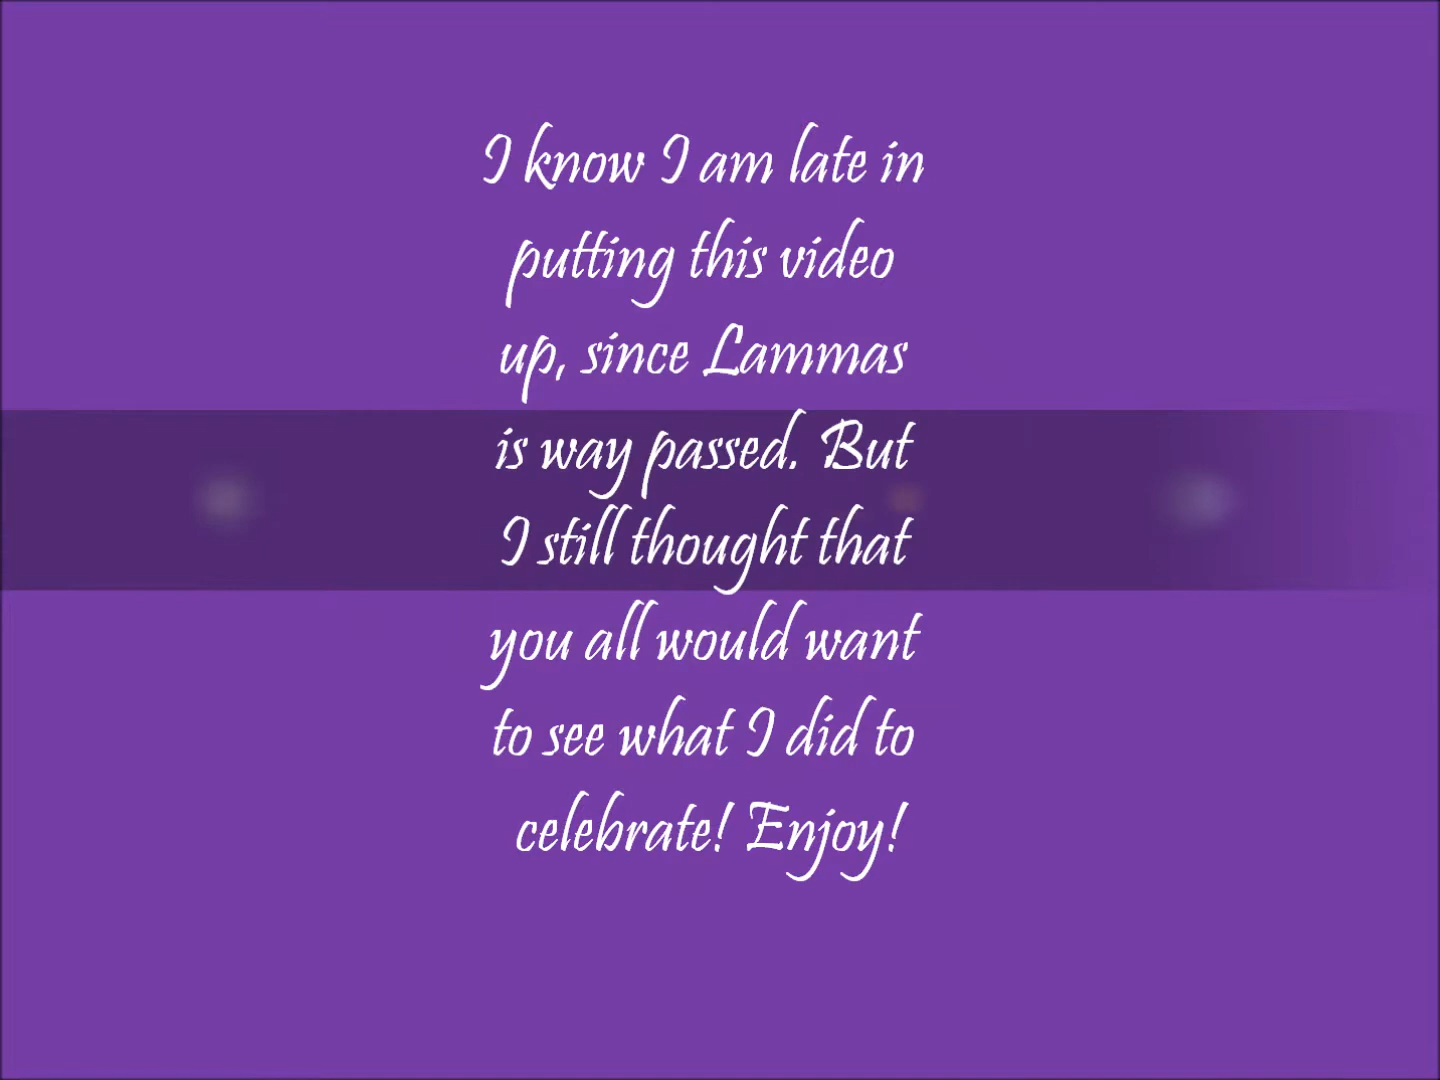 I know I am late in
putting this video
up, since Lammas
is way passed. But
I still thought that
you all would want
to see what I did to
celebrate! Enjoy!